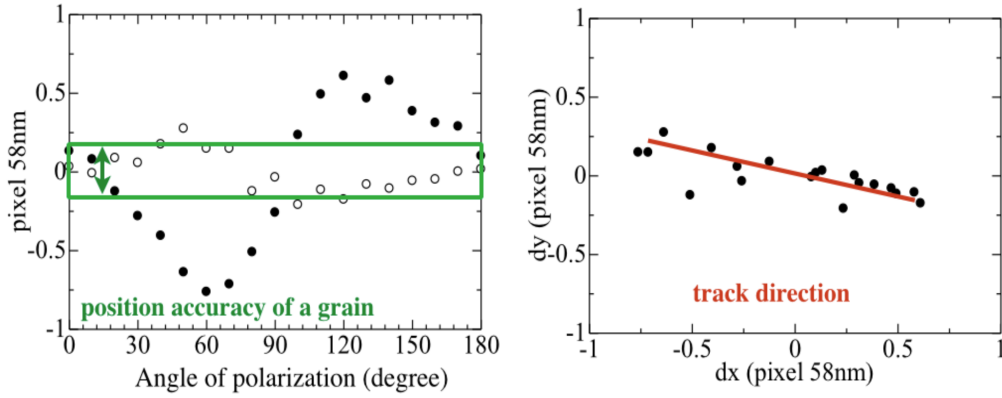 1
0.5
0
-0.5
-1
pixel 58nm
position accuracy of a grain
0 30 60 90 120 150 180
Angle of polarization (degree)
1
0.5
0
-0.5
-1
dy (pixel 58nm)
track direction
-1 -0.5 0 0.5 1
dx (pixel 58nm)